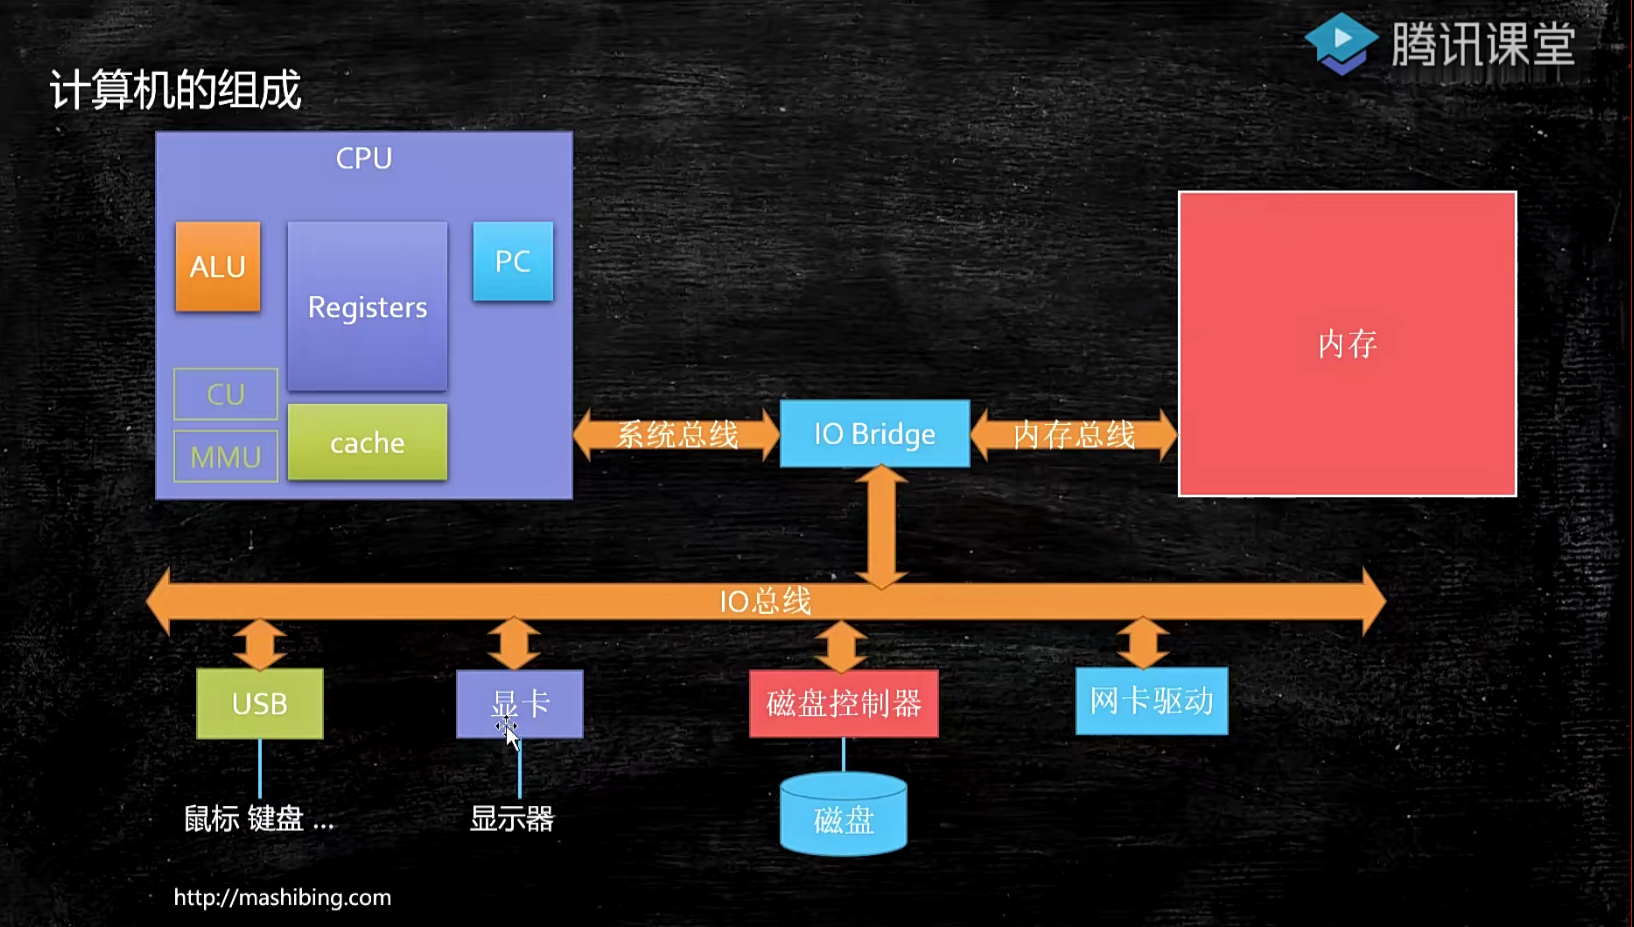 腾讯课堂
计算机的组成
CPU
ALU
Registers
PC
CU
MMU
cache
系统总线
IO Bridge
内存总线
内存
IO总线
USB
显卡
磁盘控制器
网卡驱动
鼠标 键盘 ...
显示器
磁盘
http://mashibing.com